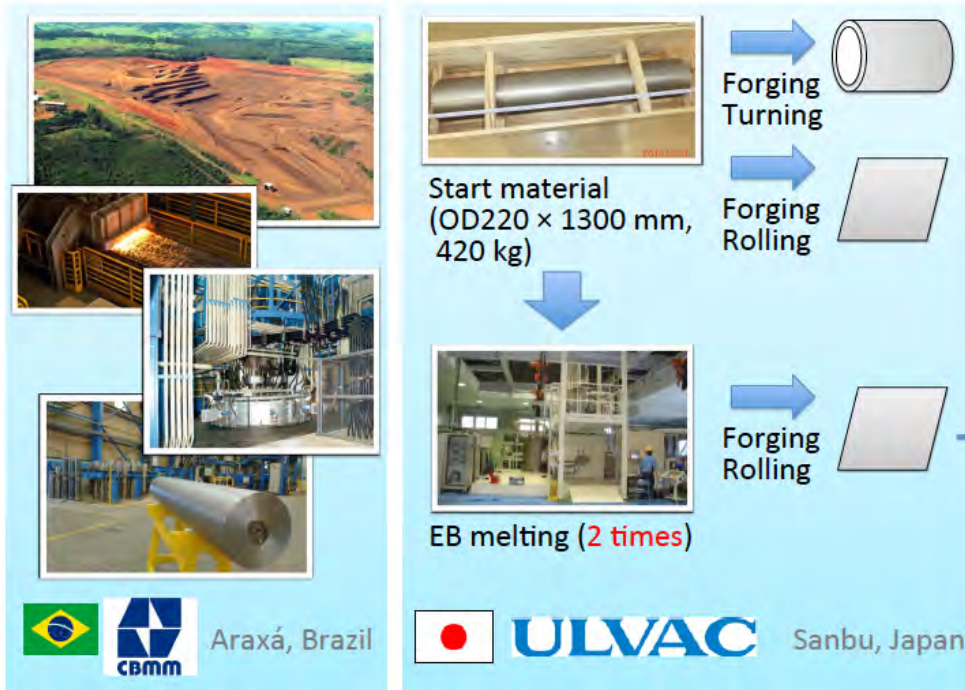 Forging
Turning
Start material
(OD220 × 1300 mm,
420 kg)
Forging
Rolling
Forging
Rolling
EB melting (2 times)
CBMM
Araxá, Brazil
ULVAC
Sanbu, Japan